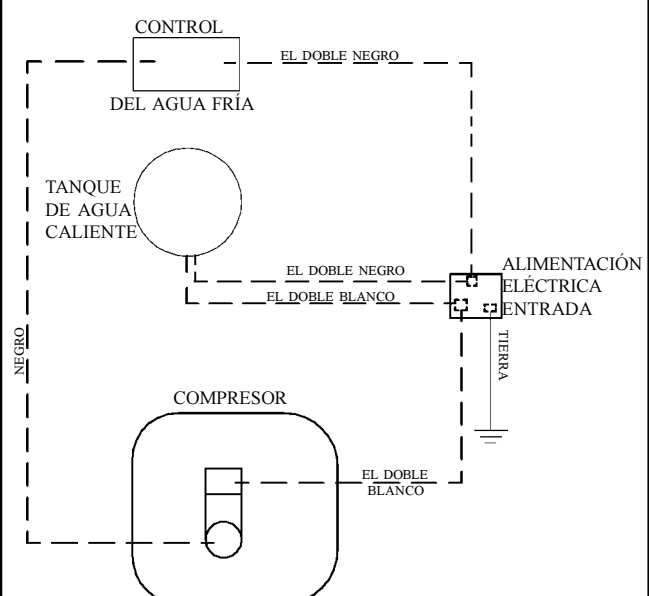 CONTROL
EL DOBLE NEGRO
DEL AGUA FRÍA
TANQUE
DE AGUA
CALIENTE
EL DOBLE NEGRO
EL DOBLE BLANCO
ALIMENTACIÓN
ELÉCTRICA
ENTRADA
TIERRA
NEGRO
COMPRESOR
EL DOBLE
BLANCO